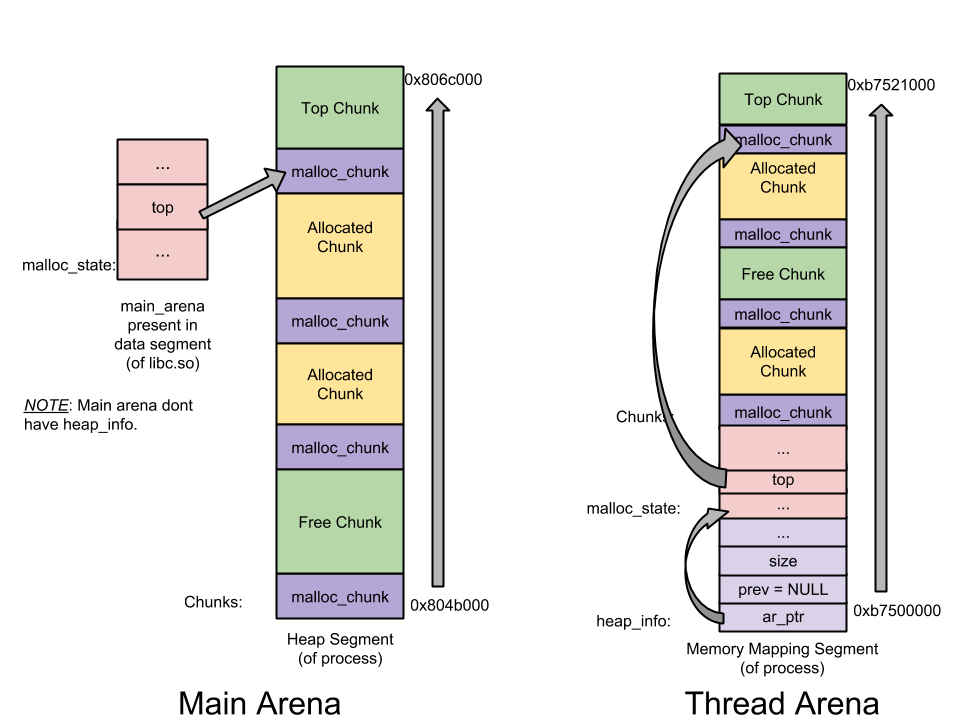 0x806c000
Top Chunk
malloc_chunk
Allocated
Chunk
malloc_chunk
Allocated
Chunk
malloc_chunk
Free Chunk
malloc_chunk
Chunks:
0x804b000
Heap Segment
(of process)
...
top
...
malloc_state:
main_arena
present in
data segment
(of libc.so)
NOTE: Main arena dont
have heap_info.
Main Arena
0xb7521000
Top Chunk
malloc_chunk
Allocated
Chunk
malloc_chunk
Free Chunk
malloc_chunk
Allocated
Chunk
malloc_chunk
Chunks:
...
top
...
malloc_state:
...
size
prev = NULL
ar_ptr
heap_info:
0xb7500000
Memory Mapping Segment
(of process)
Thread Arena